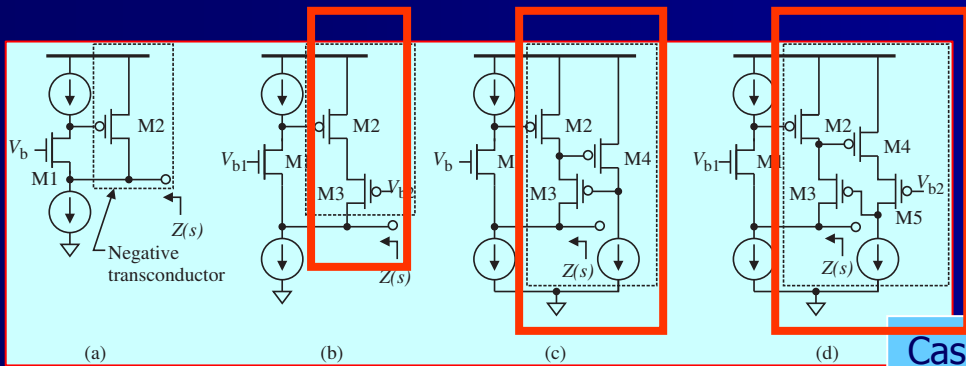 M2
V_b
M1
Z(s)
Negative
transconductor
(a)
M2
V_b1
M
M3
Z(s)
(b)
M2
V_b
M
M4
M3
Z(s)
(c)
M2
V_b1
M4
M3
V_b2
M5
Z(s)
(d)
Cas